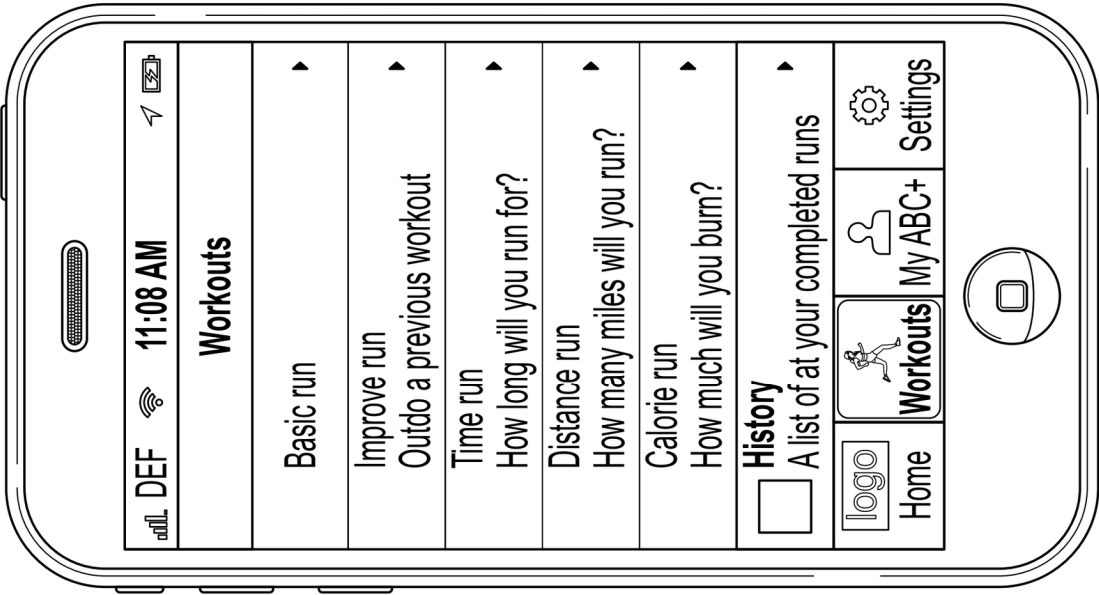 DEF 11:08 AM
Workouts
Basic run
Improve run
Outdo a previous workout
Time run
How long will you run for?
Distance run
How many miles will you run?
Calorie run
How much will you burn?
History
A list of at your completed runs
logo
Home
Workouts
My ABC+
Settings